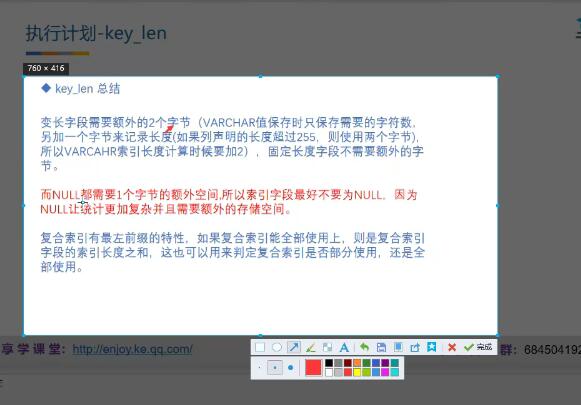 执行计划-key_len
760 × 416
◆ key_len 总结
变长字段需要额外的2个字节（VARCHAR值保存时只保存需要的字符数，
另加一个字节来记录长度(如果列声明的长度超过255，则使用两个字节)，
所以VARCAHR索引长度计算时候要加2），固定长度字段不需要额外的字
节。
而NULL都需要1个字节的额外空间,所以索引字段最好不要为NULL，因为
NULL让统计更加复杂并且需要额外的存储空间。
复合索引有最左前缀的特性，如果复合索引能全部使用上，则是复合索引
字段的索引长度之和，这也可以用来判定复合索引是否部分使用，还是全
部使用。
享学课堂：http://enjoy.ke.qq.com/
A
完成
群：684504192